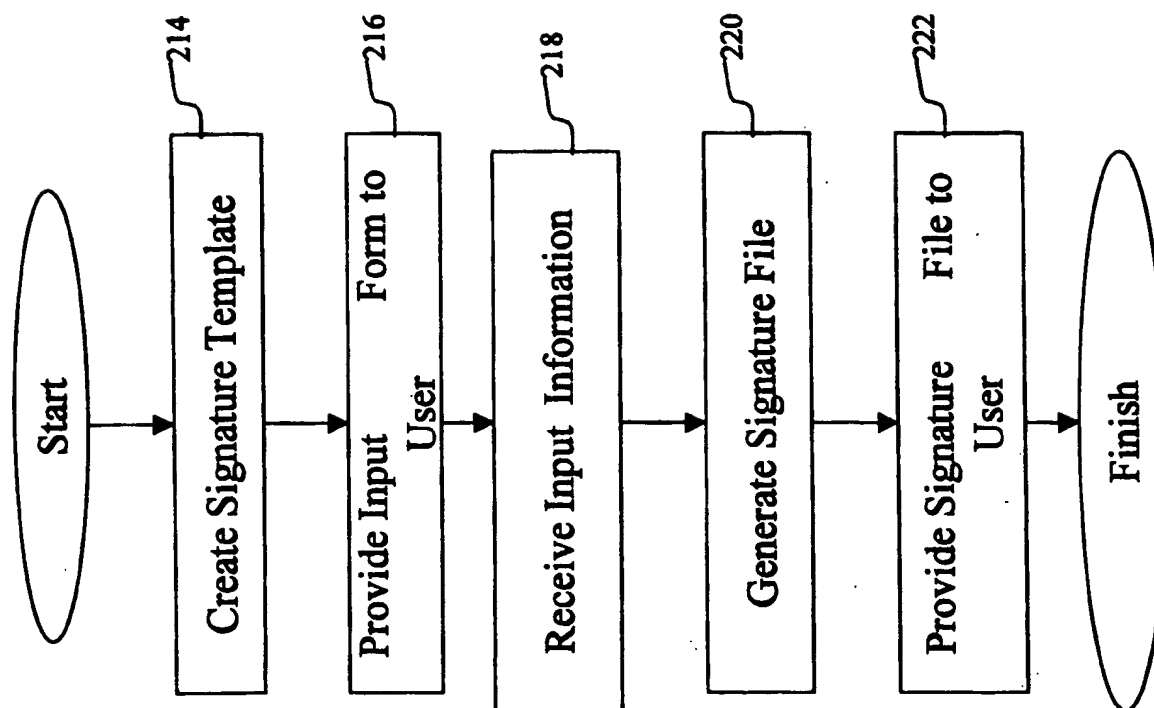 Start
214
Create Signature Template
216
Provide Input Form to
User
218
Receive Input Information
220
Generate Signature File
222
Provide Signature File to
User
Finish